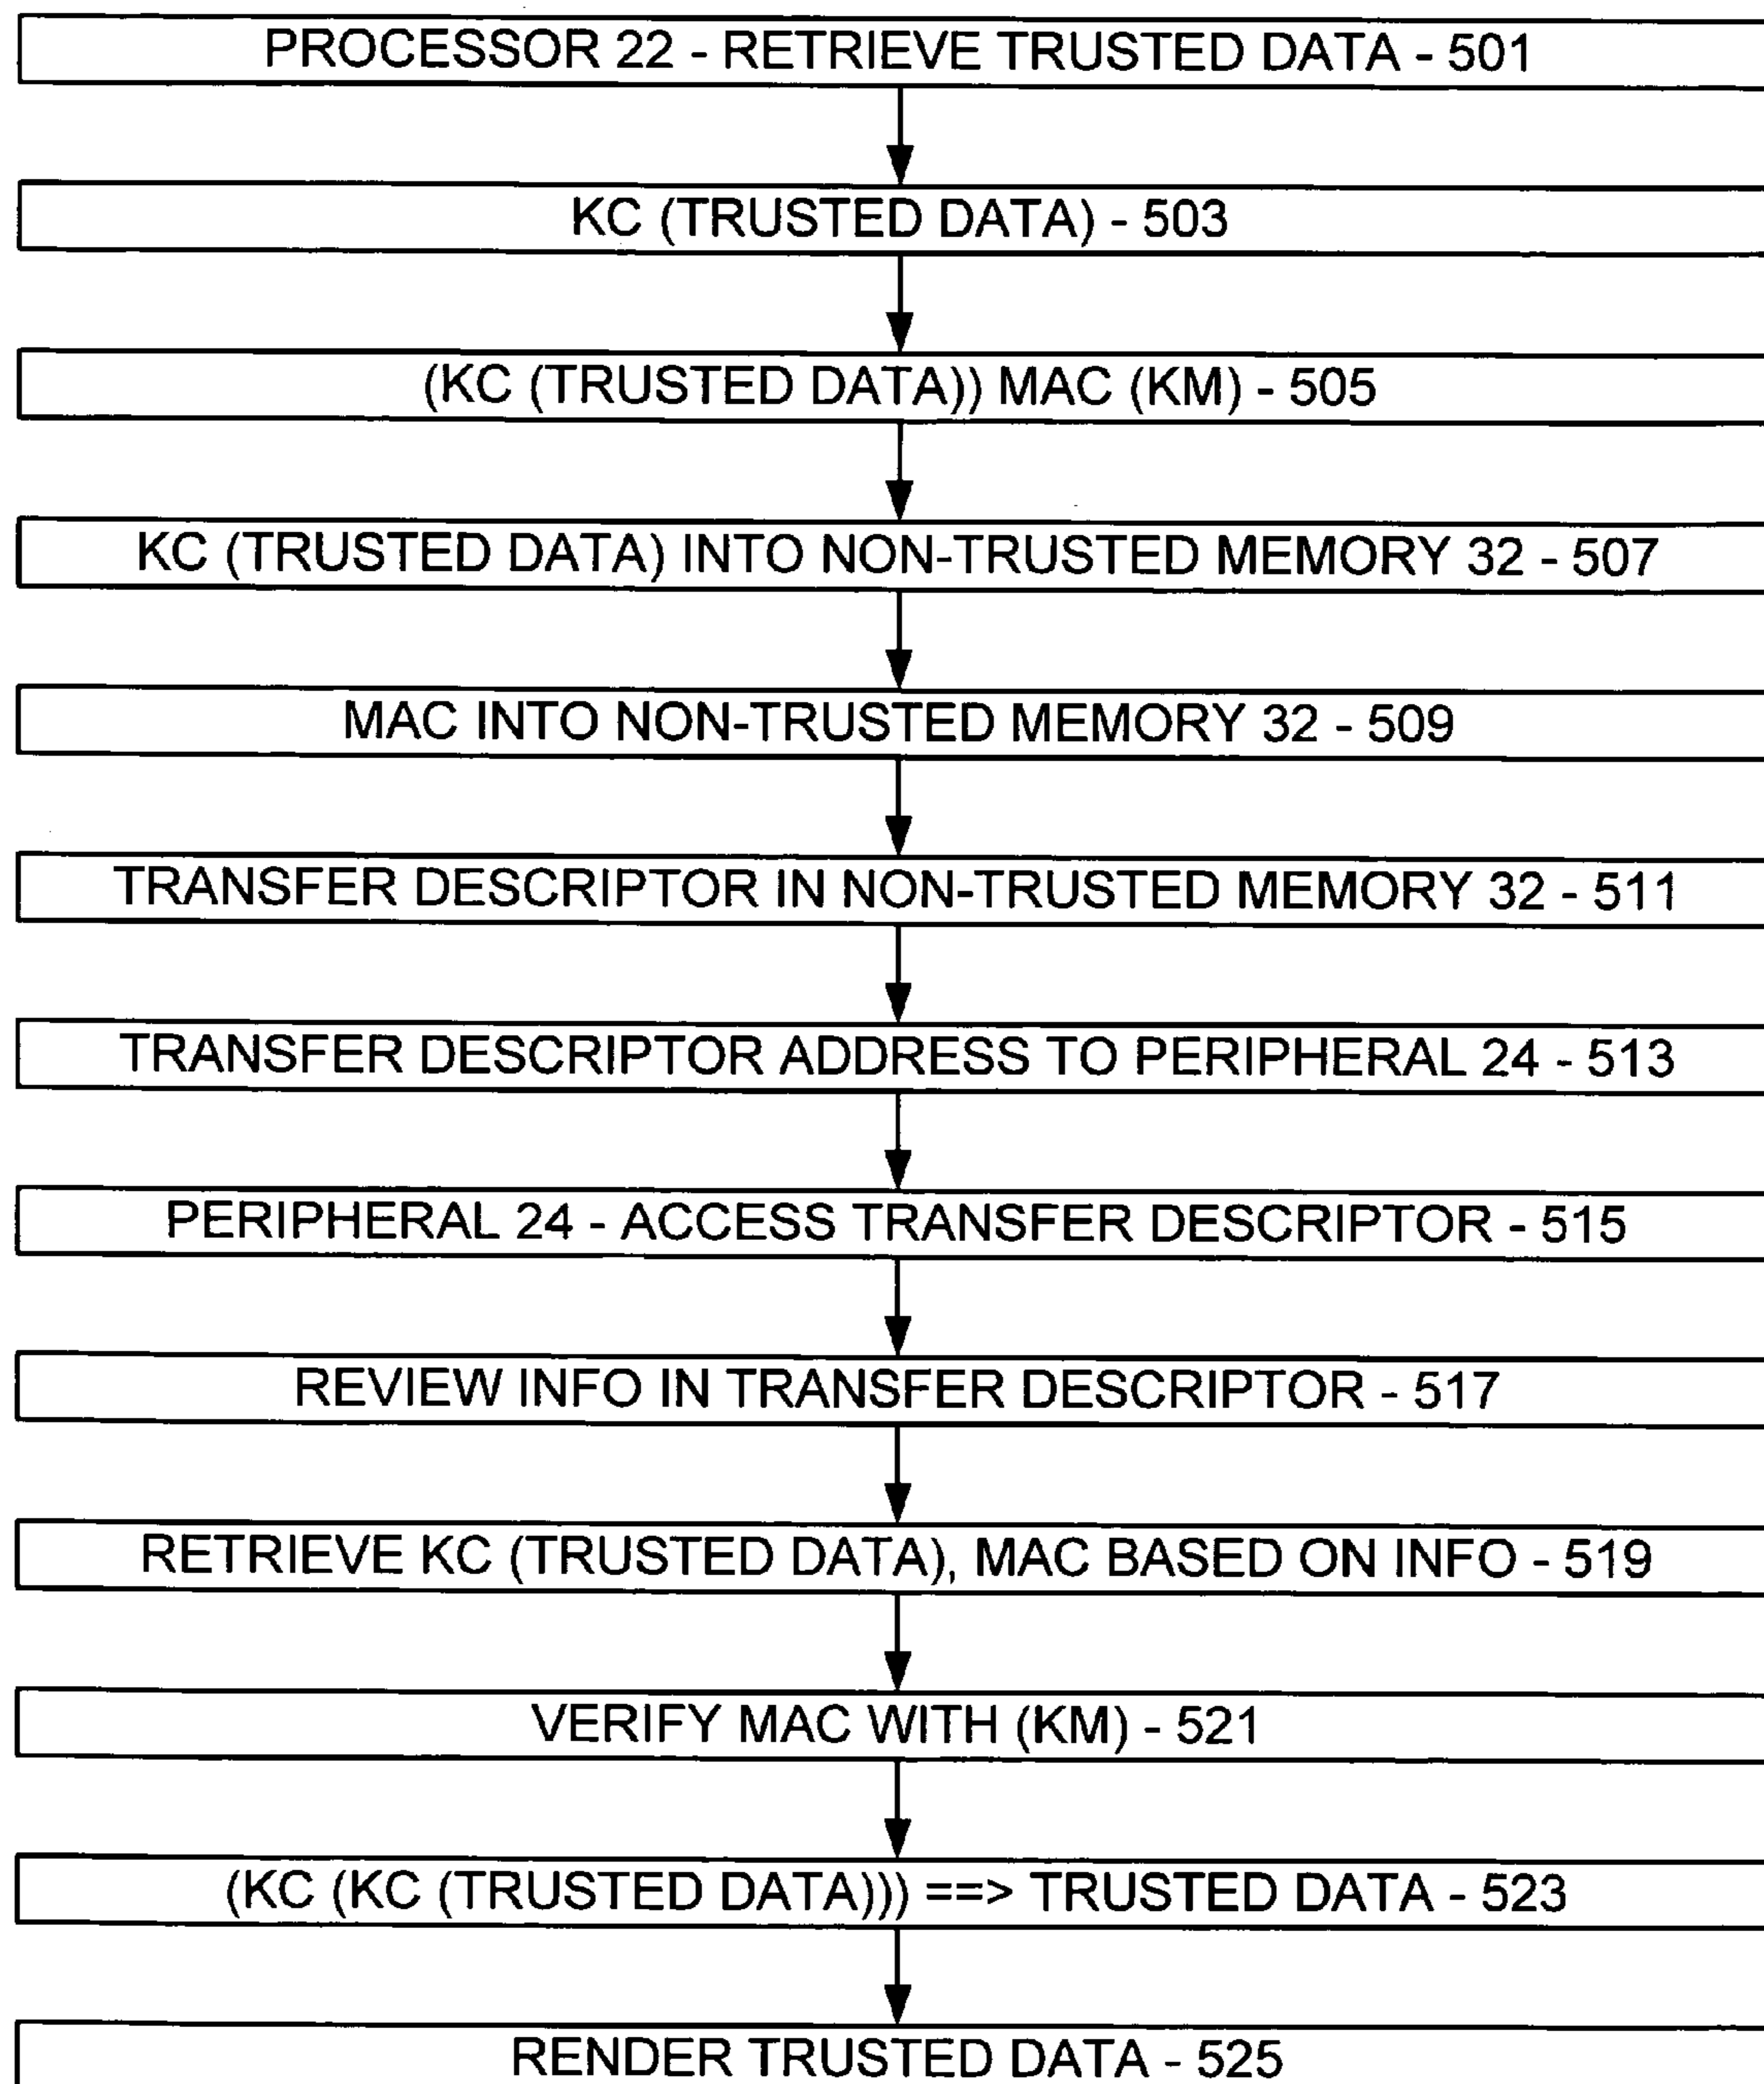 PROCESSOR 22 - RETRIEVE TRUSTED DATA - 501
KC (TRUSTED DATA) - 503
(KC (TRUSTED DATA)) MAC (KM) - 505
KC (TRUSTED DATA) INTO NON-TRUSTED MEMORY 32 - 507
MAC INTO NON-TRUSTED MEMORY 32 - 509
TRANSFER DESCRIPTOR IN NON-TRUSTED MEMORY 32 - 511
TRANSFER DESCRIPTOR ADDRESS TO PERIPHERAL 24 - 513
PERIPHERAL 24 - ACCESS TRANSFER DESCRIPTOR - 515
REVIEW INFO IN TRANSFER DESCRIPTOR - 517
RETRIEVE KC (TRUSTED DATA), MAC BASED ON INFO - 519
VERIFY MAC WITH (KM) - 521
(KC (KC (TRUSTED DATA))) ==> TRUSTED DATA - 523
RENDER TRUSTED DATA - 525